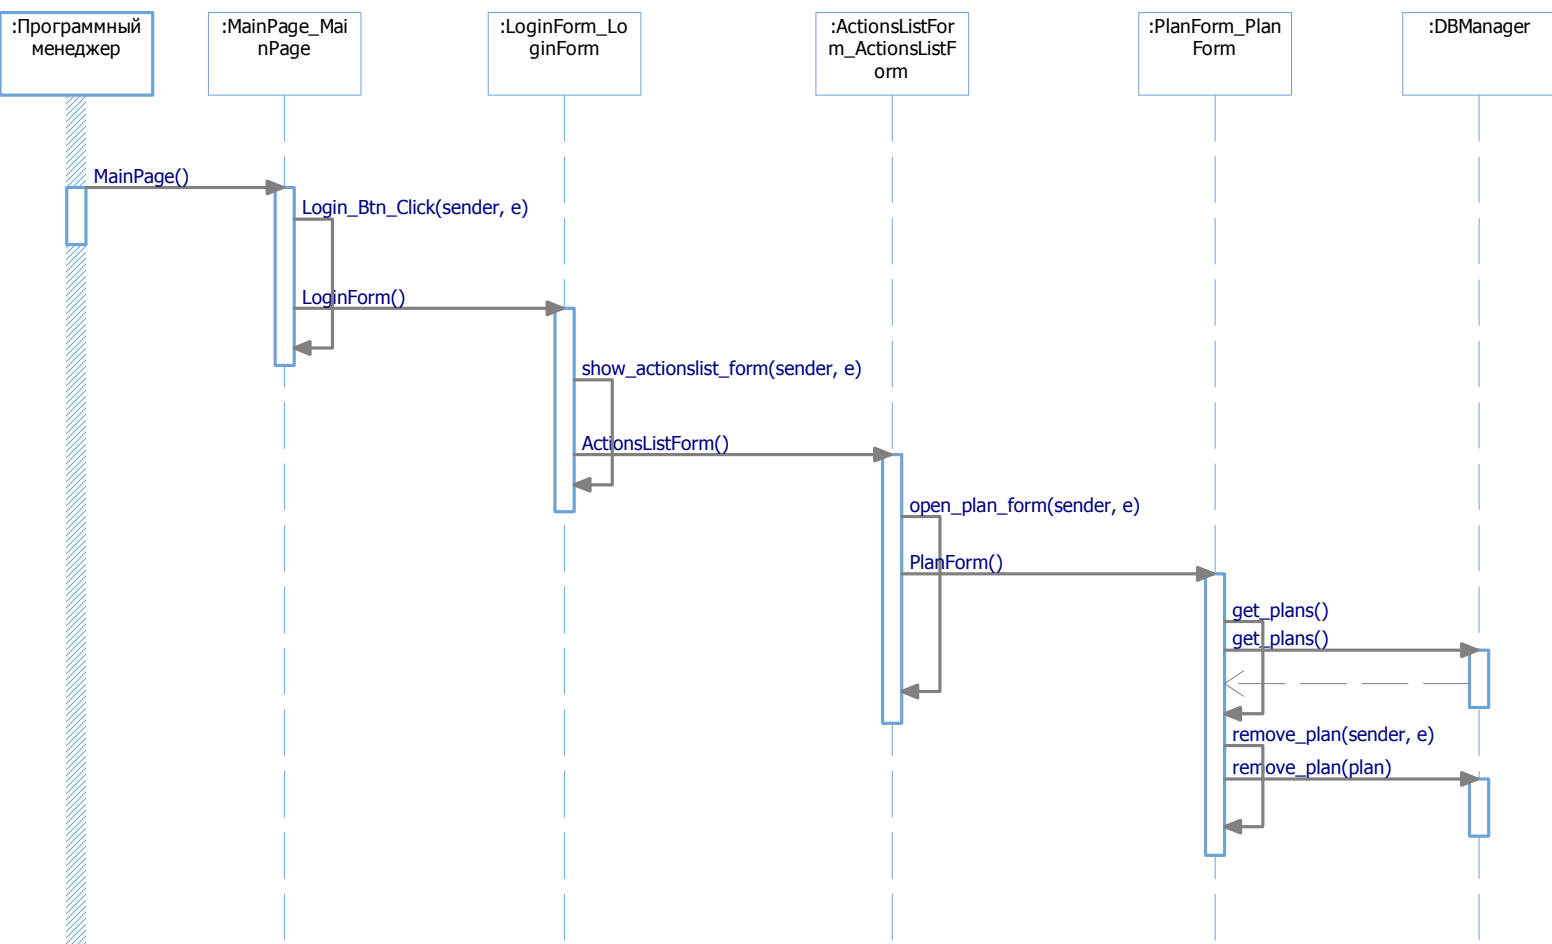 :Программный
менеджер
:MainPage_Mai
nPage
:LoginForm_Lo
ginForm
:ActionsListFor
m_ActionsListF
orm
:PlanForm_Plan
Form
:DBManager
MainPage()
Login_Btn_Click(sender, e)
LoginForm()
show_actionslist_form(sender, e)
ActionsListForm()
open_plan_form(sender, e)
PlanForm()
get_plans()
get_plans()
remove_plan(sender, e)
remove_plan(plan)